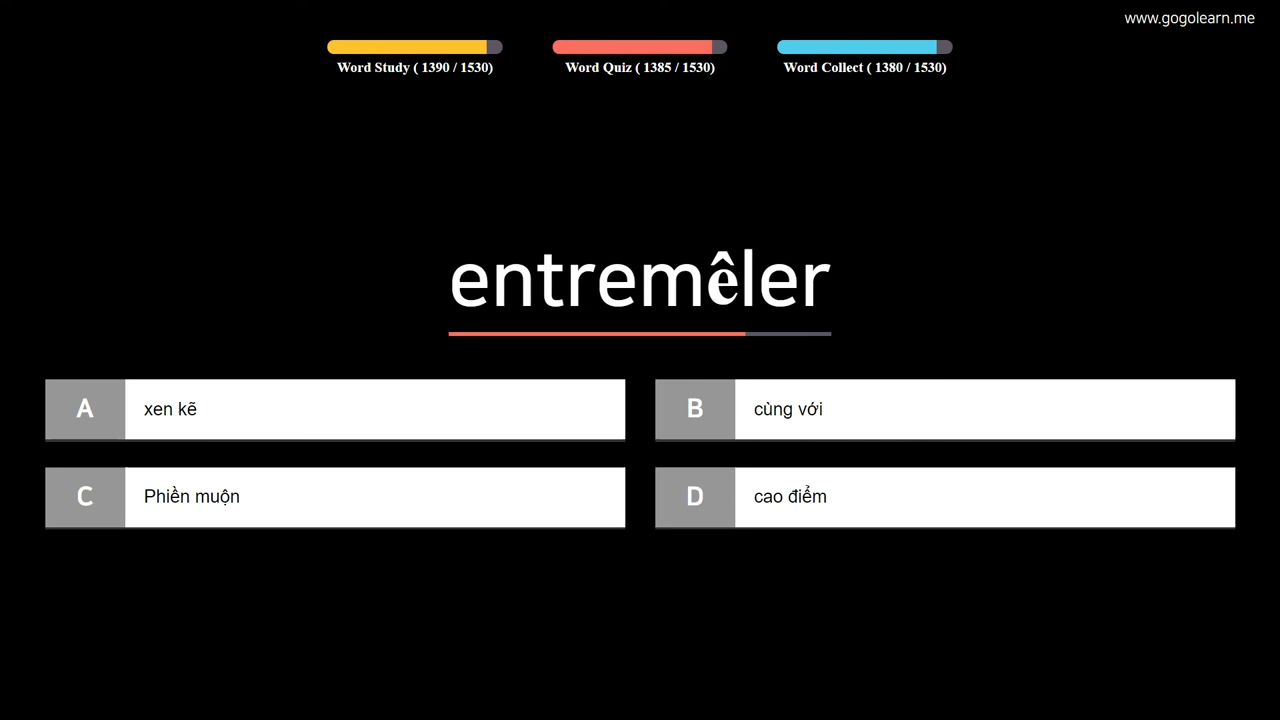 www.gogolearn.me
Word Study ( 1390 / 1530)
Word Quiz ( 1385 / 1530)
Word Collect ( 1380 / 1530)
entremêler
A xen kẽ
B cùng với
C Phiền muộn
D cao điểm